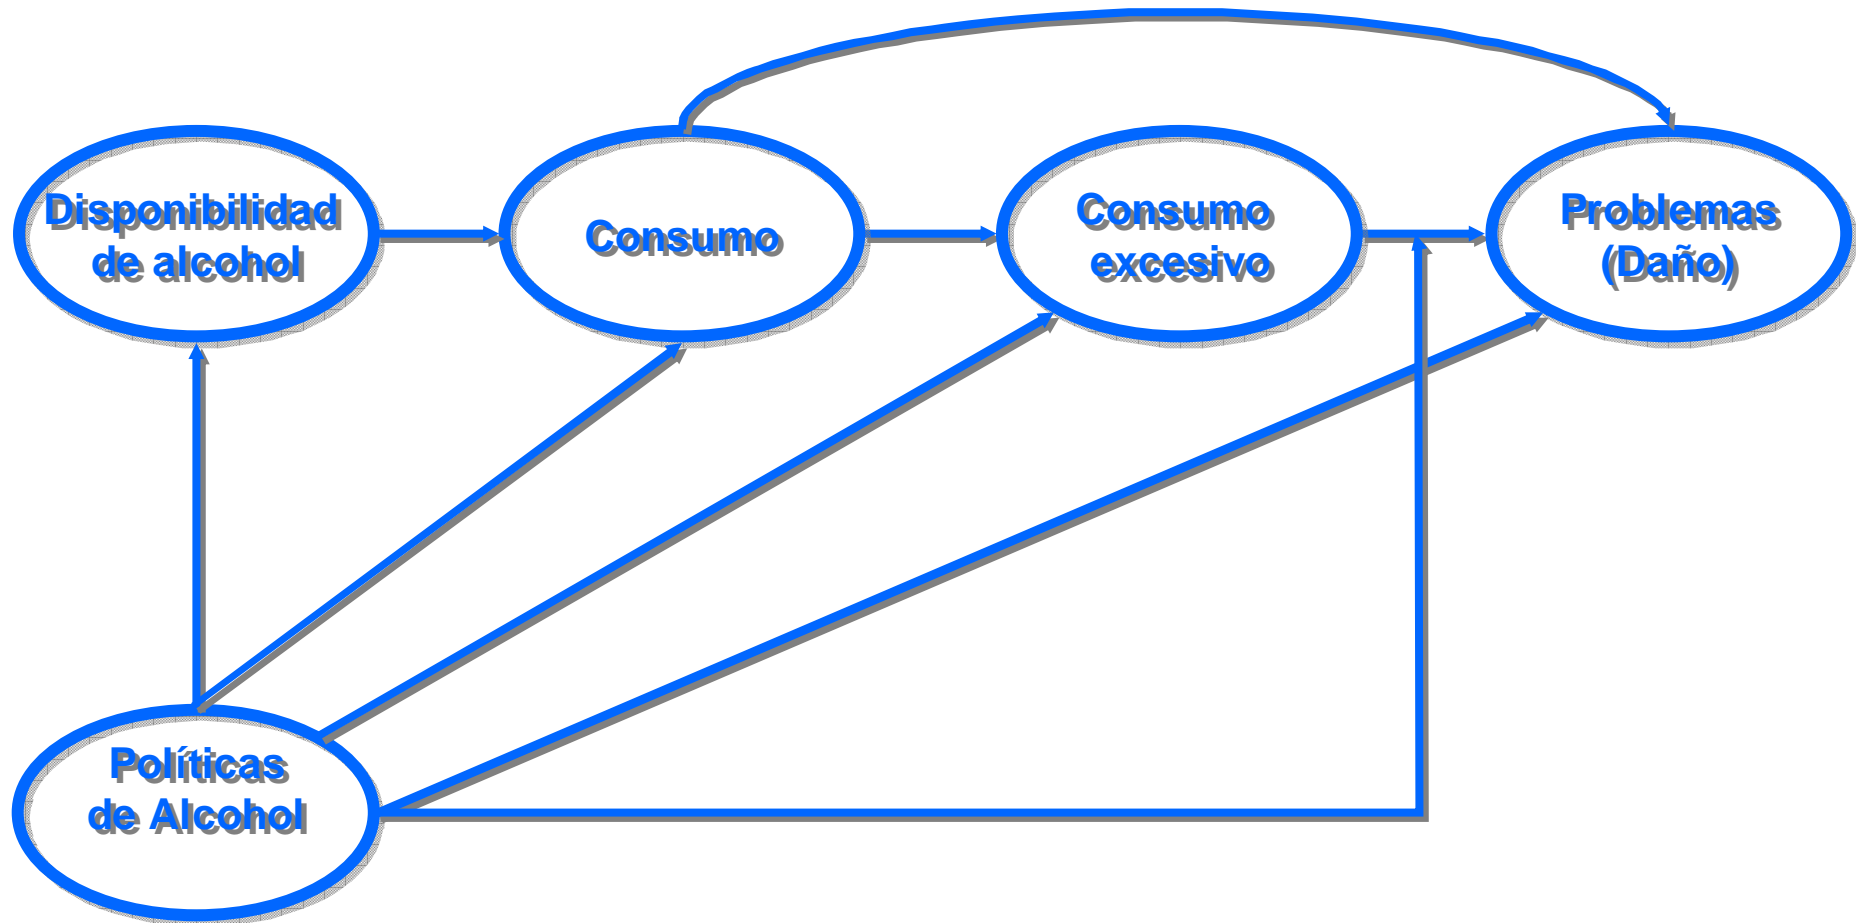 Disponibilidad
de alcohol
Consumo
Consumo
excesivo
Problemas
(Daño)
Políticas
de Alcohol